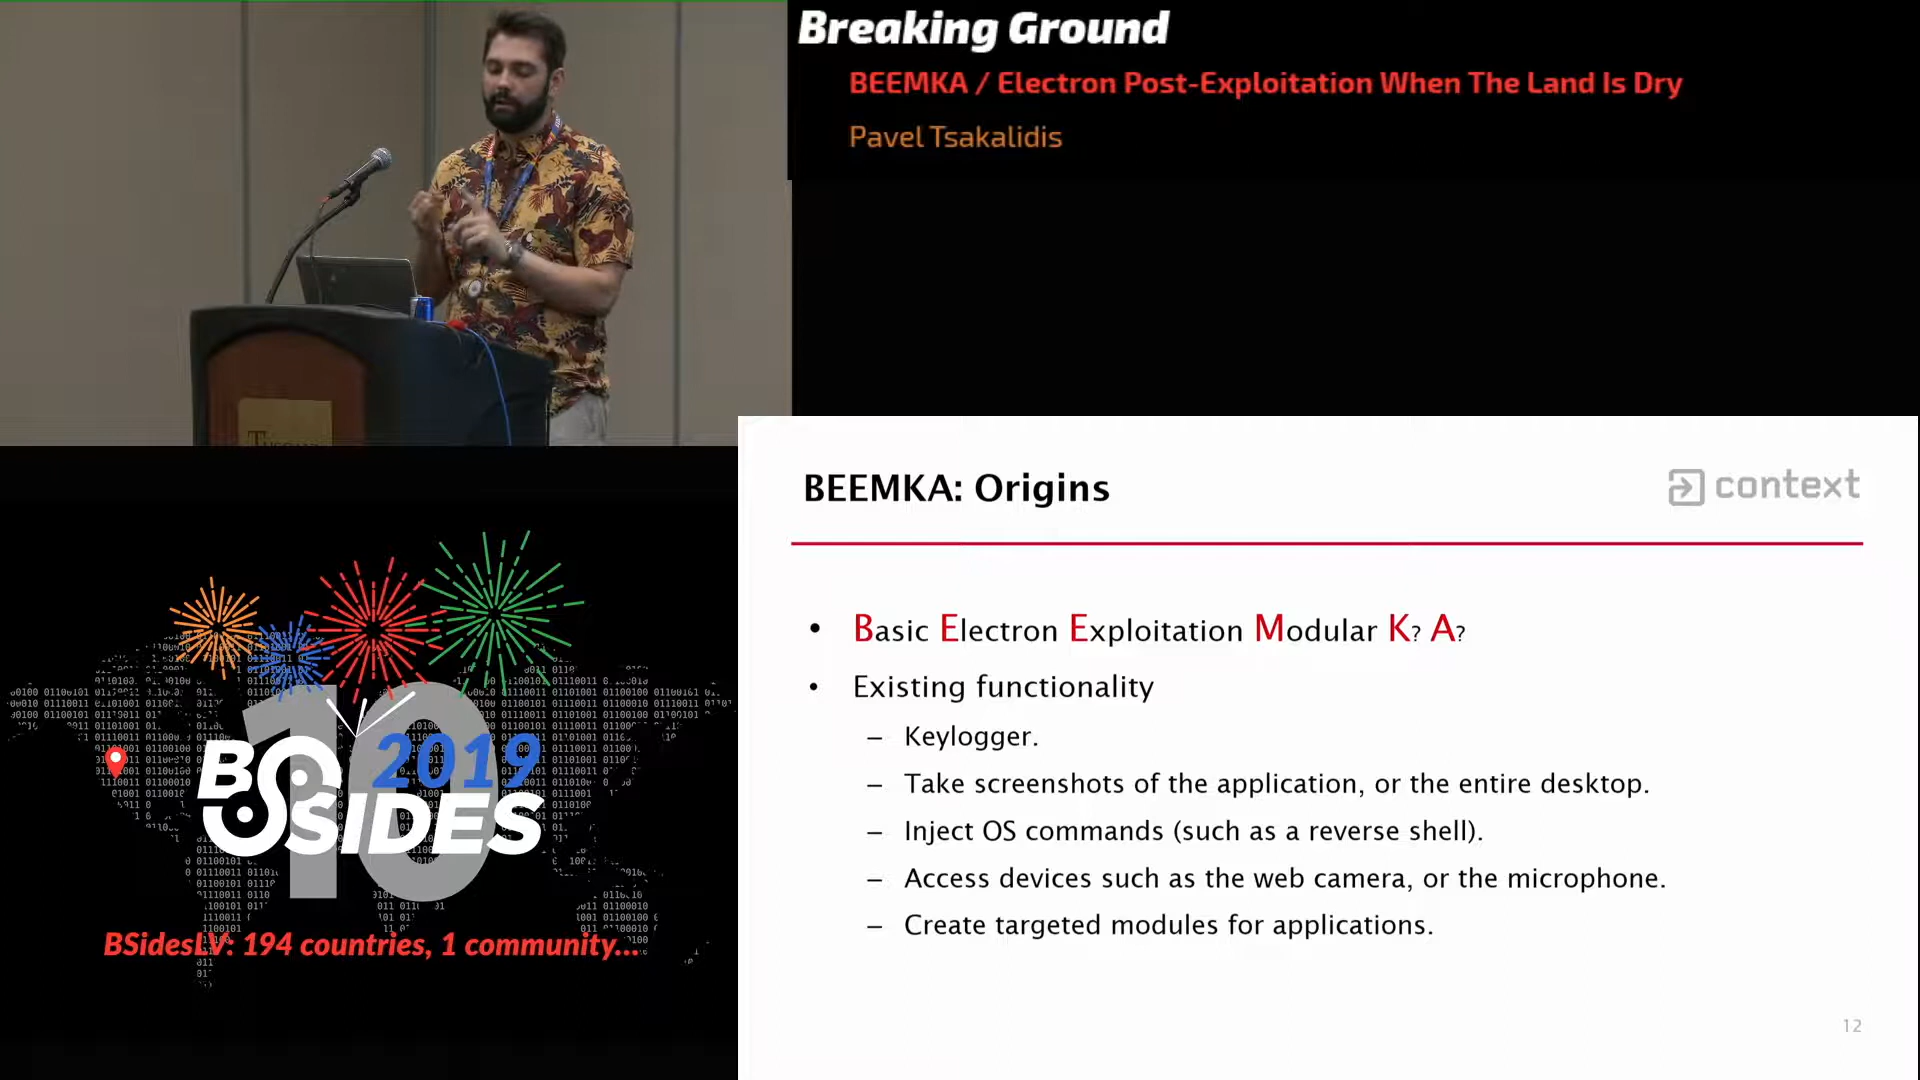 Breaking Ground
BEEMKA / Electron Post-Exploitation When The Land Is Dry
Pavel Tsakalidis
BEEMKA: Origins
context
• Basic Electron Exploitation Modular K? A?
• Existing functionality
– Keylogger.
– Take screenshots of the application, or the entire desktop.
– Inject OS commands (such as a reverse shell).
– Access devices such as the web camera, or the microphone.
– Create targeted modules for applications.
12
10
2019
BSIDES
BSidesLV: 194 countries, 1 community...